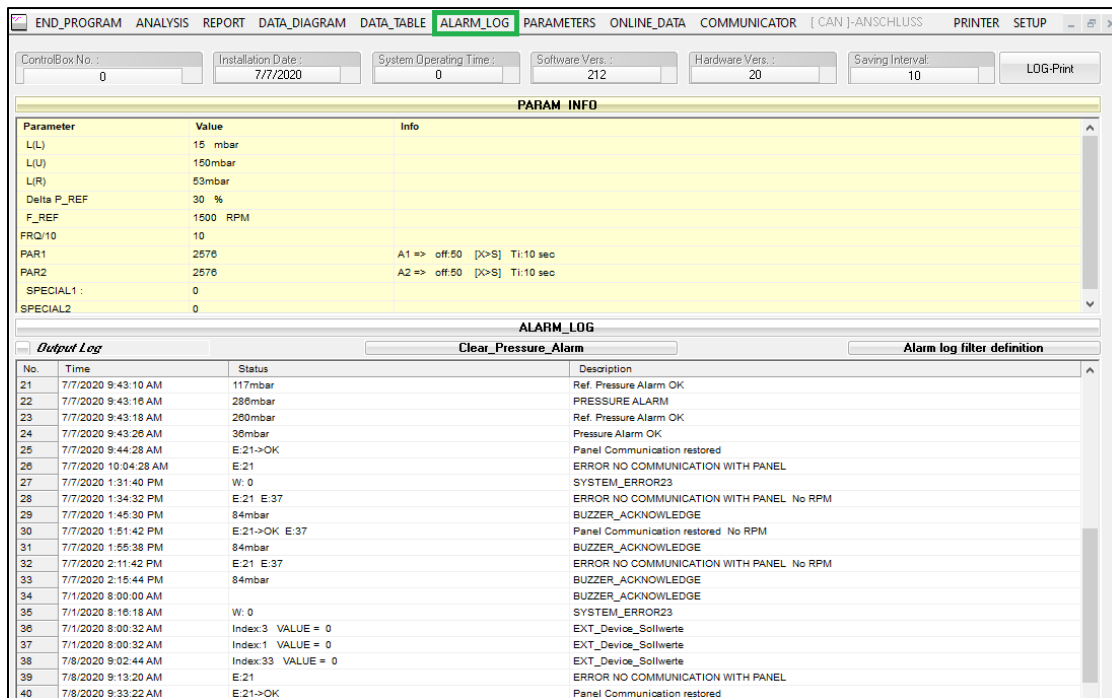 END_PROGRAM ANALYSIS REPORT DATA_DIAGRAM DATA_TABLE ALARM_LOG PARAMETERS ONLINE_DATA COMMUNICATOR [ CAN ]-ANSCHLUSS PRINTER SETUP
ControlBox No. : Installation Date : System Operating Time : Software Vers. : Hardware Vers. : Saving Interval:
0 7/7/2020 0 212 20 10 LOG-Print
PARAM_INFO
Parameter Value Info
L(L) 15 mbar
L(U) 150mbar
L(R) 53mbar
Delta P_REF 30 %
F_REF 1500 RPM
FRQ/10 10
PAR1 2576 A1 => off:50 [X>S] Ti:10 sec
PAR2 2576 A2 => off:50 [X>S] Ti:10 sec
SPECIAL1 : 0
SPECIAL2 0
ALARM_LOG
Output Log Clear_Pressure_Alarm Alarm log filter definition
No. Time Status Description
21 7/7/2020 9:43:10 AM 117mbar Ref. Pressure Alarm OK
22 7/7/2020 9:43:16 AM 286mbar PRESSURE ALARM
23 7/7/2020 9:43:18 AM 260mbar Ref. Pressure Alarm OK
24 7/7/2020 9:43:26 AM 36mbar Pressure Alarm OK
25 7/7/2020 9:44:28 AM E:21->OK Panel Communication restored
26 7/7/2020 10:04:28 AM E:21 ERROR NO COMMUNICATION WITH PANEL
27 7/7/2020 1:31:40 PM W: 0 SYSTEM_ERROR23
28 7/7/2020 1:34:32 PM E:21 E:37 ERROR NO COMMUNICATION WITH PANEL No RPM
29 7/7/2020 1:45:30 PM 84mbar BUZZER_ACKNOWLEDGE
30 7/7/2020 1:51:42 PM E:21->OK E:37 Panel Communication restored No RPM
31 7/7/2020 1:55:38 PM 84mbar BUZZER_ACKNOWLEDGE
32 7/7/2020 2:11:42 PM E:21 E:37 ERROR NO COMMUNICATION WITH PANEL No RPM
33 7/7/2020 2:15:44 PM 84mbar BUZZER_ACKNOWLEDGE
34 7/1/2020 8:00:00 AM BUZZER_ACKNOWLEDGE
35 7/1/2020 8:16:18 AM W: 0 SYSTEM_ERROR23
36 7/1/2020 8:00:32 AM Index:3 VALUE = 0 EXT_Device_Sollwerte
37 7/1/2020 8:00:32 AM Index:1 VALUE = 0 EXT_Device_Sollwerte
38 7/8/2020 9:02:44 AM Index:33 VALUE = 0 EXT_Device_Sollwerte
39 7/8/2020 9:13:20 AM E:21 ERROR NO COMMUNICATION WITH PANEL
40 7/8/2020 9:33:22 AM E:21->OK Panel Communication restored